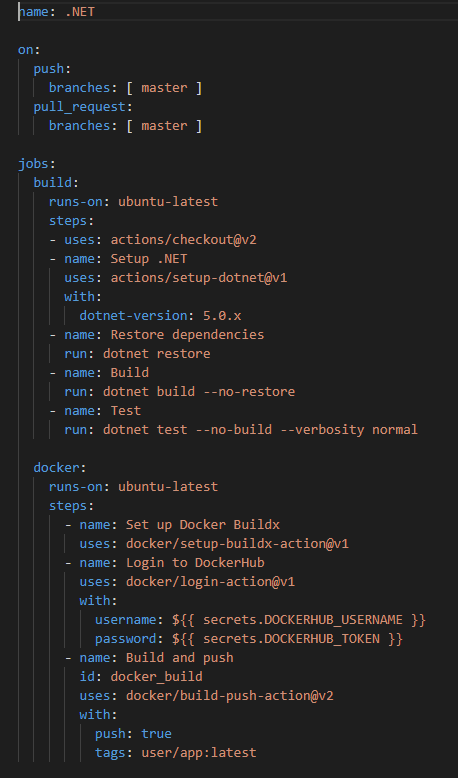 name: .NET
on:
push:
branches: [ master ]
pull_request:
branches: [ master ]
jobs:
build:
runs-on: ubuntu-latest
steps:
- uses: actions/checkout@v2
- name: Setup .NET
uses: actions/setup-dotnet@v1
with:
dotnet-version: 5.0.x
- name: Restore dependencies
run: dotnet restore
- name: Build
run: dotnet build --no-restore
- name: Test
run: dotnet test --no-build --verbosity normal
docker:
runs-on: ubuntu-latest
steps:
- name: Set up Docker Buildx
uses: docker/setup-buildx-action@v1
- name: Login to DockerHub
uses: docker/login-action@v1
with:
username: ${{ secrets.DOCKERHUB_USERNAME }}
password: ${{ secrets.DOCKERHUB_TOKEN }}
- name: Build and push
id: docker_build
uses: docker/build-push-action@v2
with:
push: true
tags: user/app:latest